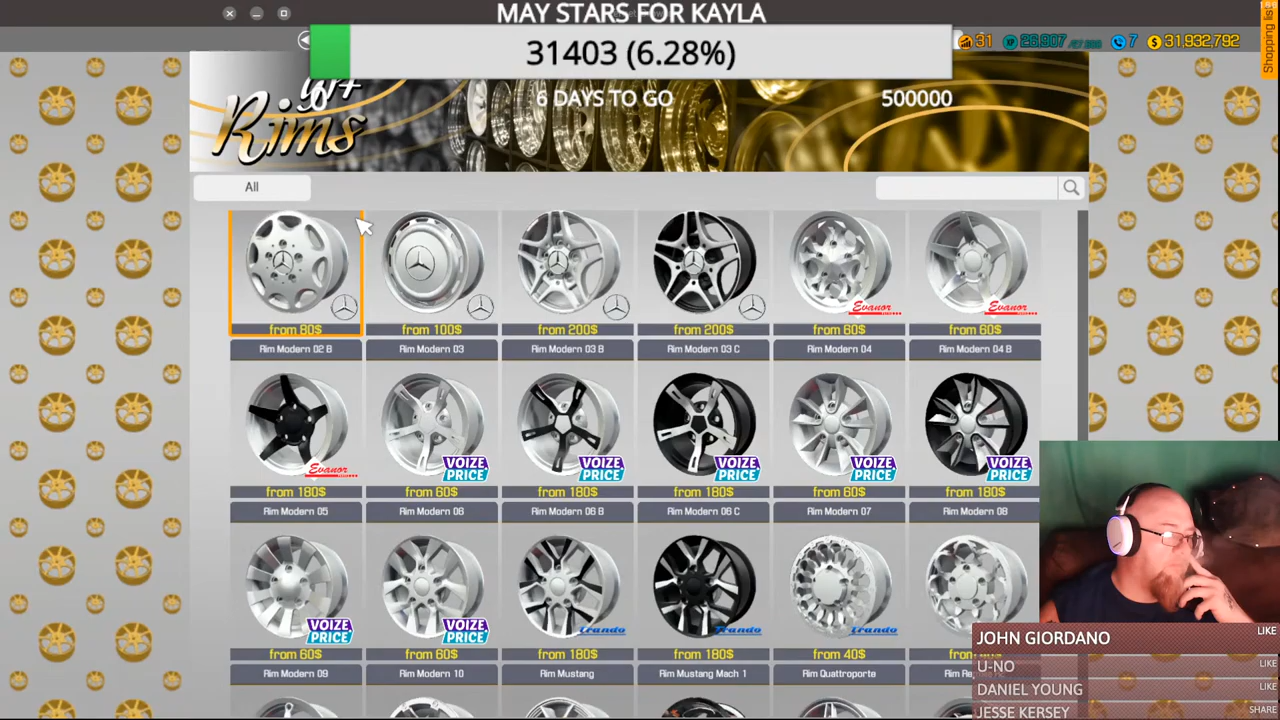 MAY STARS FOR KAYLA
31403 (6.28%)
6 DAYS TO GO
500000
31
26,907
7
31,932,792
Shopping list
Rims
All
from 80$
from 100$
from 200$
from 200$
Evanor
from 60$
Evanor
from 60$
Rim Modern 02 B
Rim Modern 03
Rim Modern 03 B
Rim Modern 03 C
Rim Modern 04
Rim Modern 04 B
Evanor
from 180$
VOIZE PRICE
from 60$
VOIZE PRICE
from 180$
VOIZE PRICE
from 180$
VOIZE PRICE
from 60$
VOIZE PRICE
from 180$
Rim Modern 05
Rim Modern 06
Rim Modern 06 B
Rim Modern 06 C
Rim Modern 07
Rim Modern 08
VOIZE PRICE
from 60$
VOIZE PRICE
from 60$
from 180$
from 180$
from 40$
Rim Modern 09
Rim Modern 10
Rim Mustang
Rim Mustang Mach 1
Rim Quattroporte
JOHN GIORDANO LIKE
U-NO LIKE
DANIEL YOUNG LIKE
JESSE KERSEY SHARE